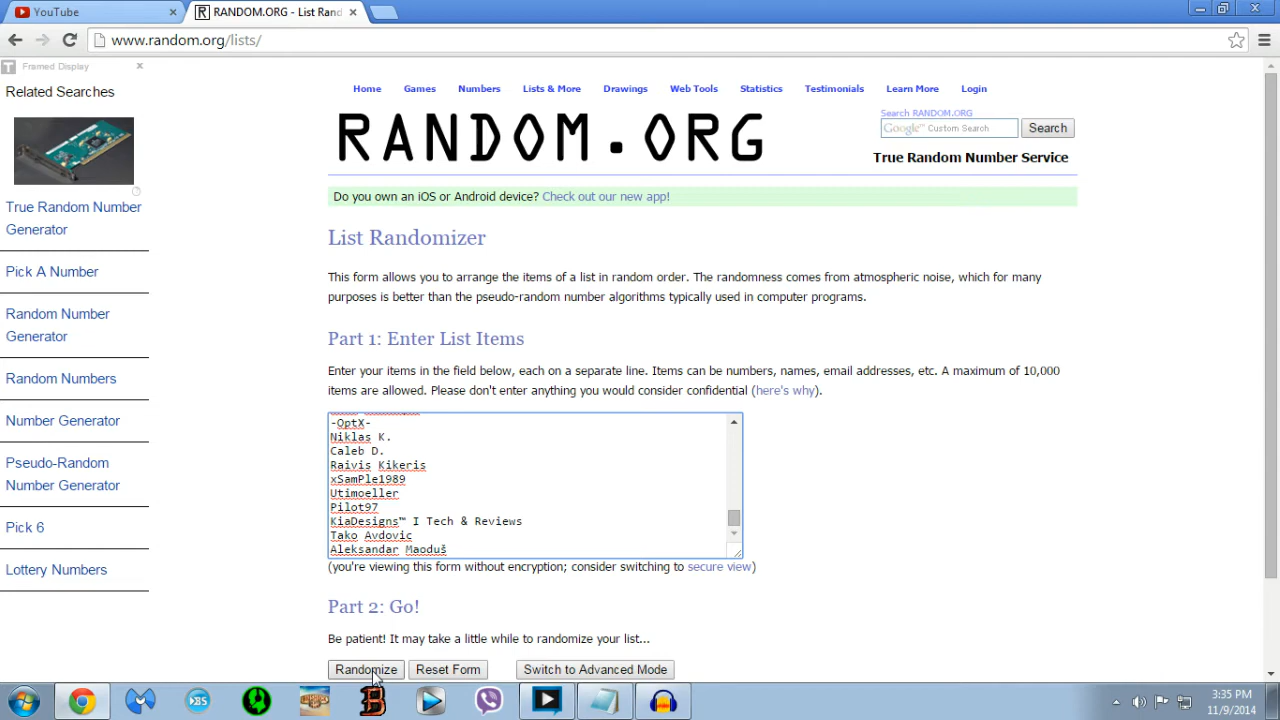 YouTube
RANDOM.ORG - List Rand
www.random.org/lists/
Framed Display
Related Searches
True Random Number
Generator
Pick A Number
Random Number
Generator
Random Numbers
Number Generator
Pseudo-Random
Number Generator
Pick 6
Lottery Numbers
Home Games Numbers Lists & More Drawings Web Tools Statistics Testimonials Learn More Login
RANDOM.ORG
Search RANDOM.ORG
Google™ Custom Search Search
True Random Number Service
Do you own an iOS or Android device? Check out our new app!
List Randomizer
This form allows you to arrange the items of a list in random order. The randomness comes from atmospheric noise, which for many
purposes is better than the pseudo-random number algorithms typically used in computer programs.
Part 1: Enter List Items
Enter your items in the field below, each on a separate line. Items can be numbers, names, email addresses, etc. A maximum of 10,000
items are allowed. Please don't enter anything you would consider confidential (here's why).
-OptX-
Niklas K.
Caleb D.
Raivis Kikeris
xSamPle1989
Utimoeller
Pilot97
KiaDesigns™ I Tech & Reviews
Tako Avdovic
Aleksandar Maoduš
(you're viewing this form without encryption; consider switching to secure view)
Part 2: Go!
Be patient! It may take a little while to randomize your list...
Randomize Reset Form Switch to Advanced Mode
3:35 PM
11/9/2014